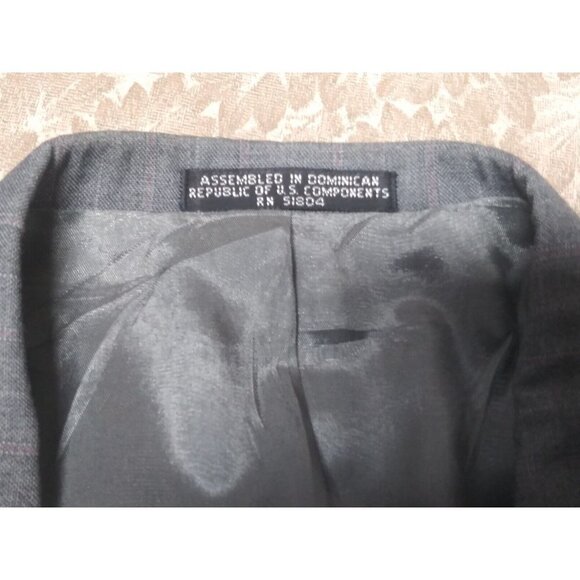 ASSEMBLED IN DOMINICAN
REPUBLIC OF U.S. COMPONENTS
RN 51804